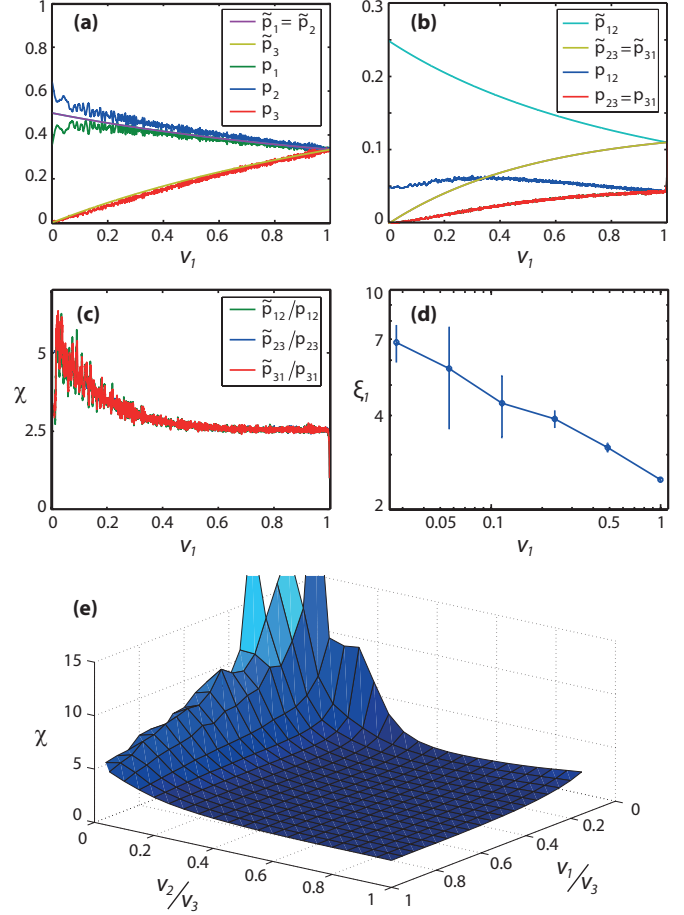 (a)
p̃₁ = p̃₂
p̃₃
p₁
p₂
p₃
1
0.8
0.6
0.4
0.2
0
0 0.2 0.4 0.6 0.8 1
v₁
(b)
p̃₁₂
p̃₂₃ = p̃₃₁
p₁₂
p₂₃ = p₃₁
0.3
0.2
0.1
0
0 0.2 0.4 0.6 0.8 1
v₁
(c)
p̃₁₂/p₁₂
p̃₂₃/p₂₃
p̃₃₁/p₃₁
5
2.5
0
χ
0 0.2 0.4 0.6 0.8 1
v₁
(d)
10
7
4
2
ξ₁
0.05 0.1 0.5 1
v₁
(e)
15
10
5
0
χ
0 0.2 0.4 0.6 0.8 1
v₂/v₃
1 0.8 0.6 0.4 0.2 0
v₁/v₃